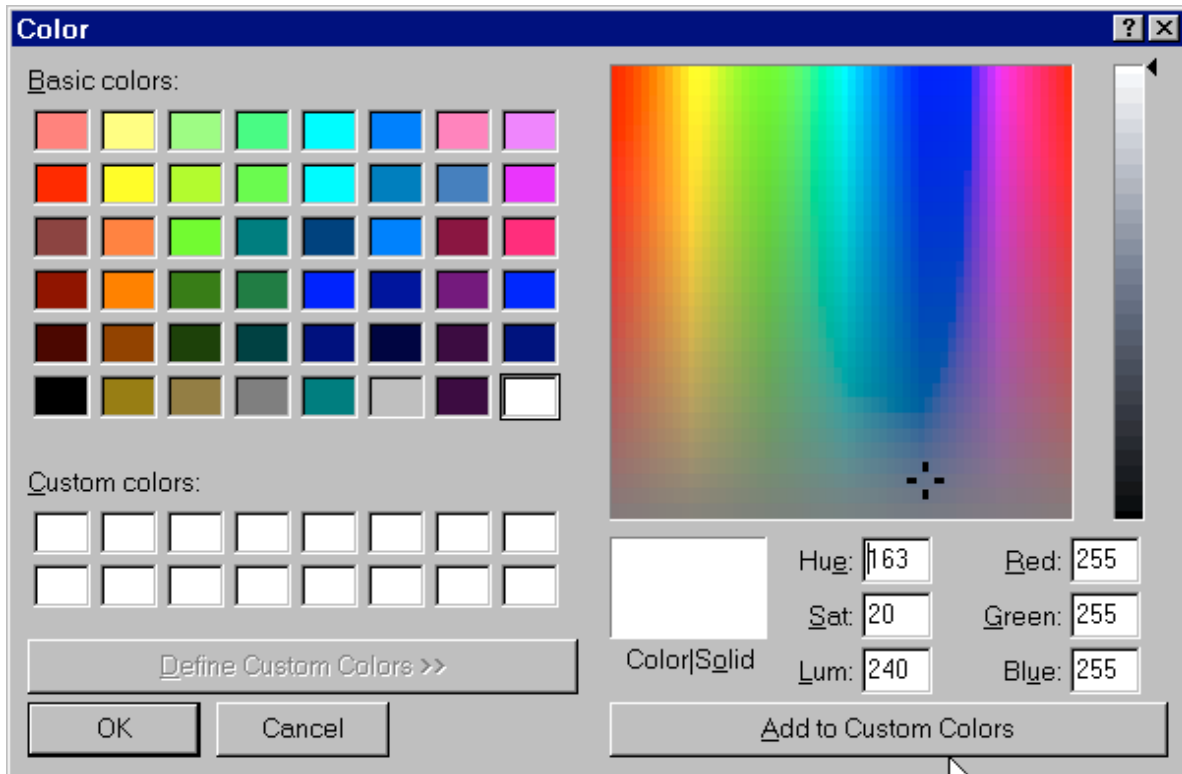 Color
Basic colors:
Custom colors:
Define Custom Colors >>
OK Cancel
Color|Solid
Hue: 163 Red: 255
Sat: 20 Green: 255
Lum: 240 Blue: 255
Add to Custom Colors